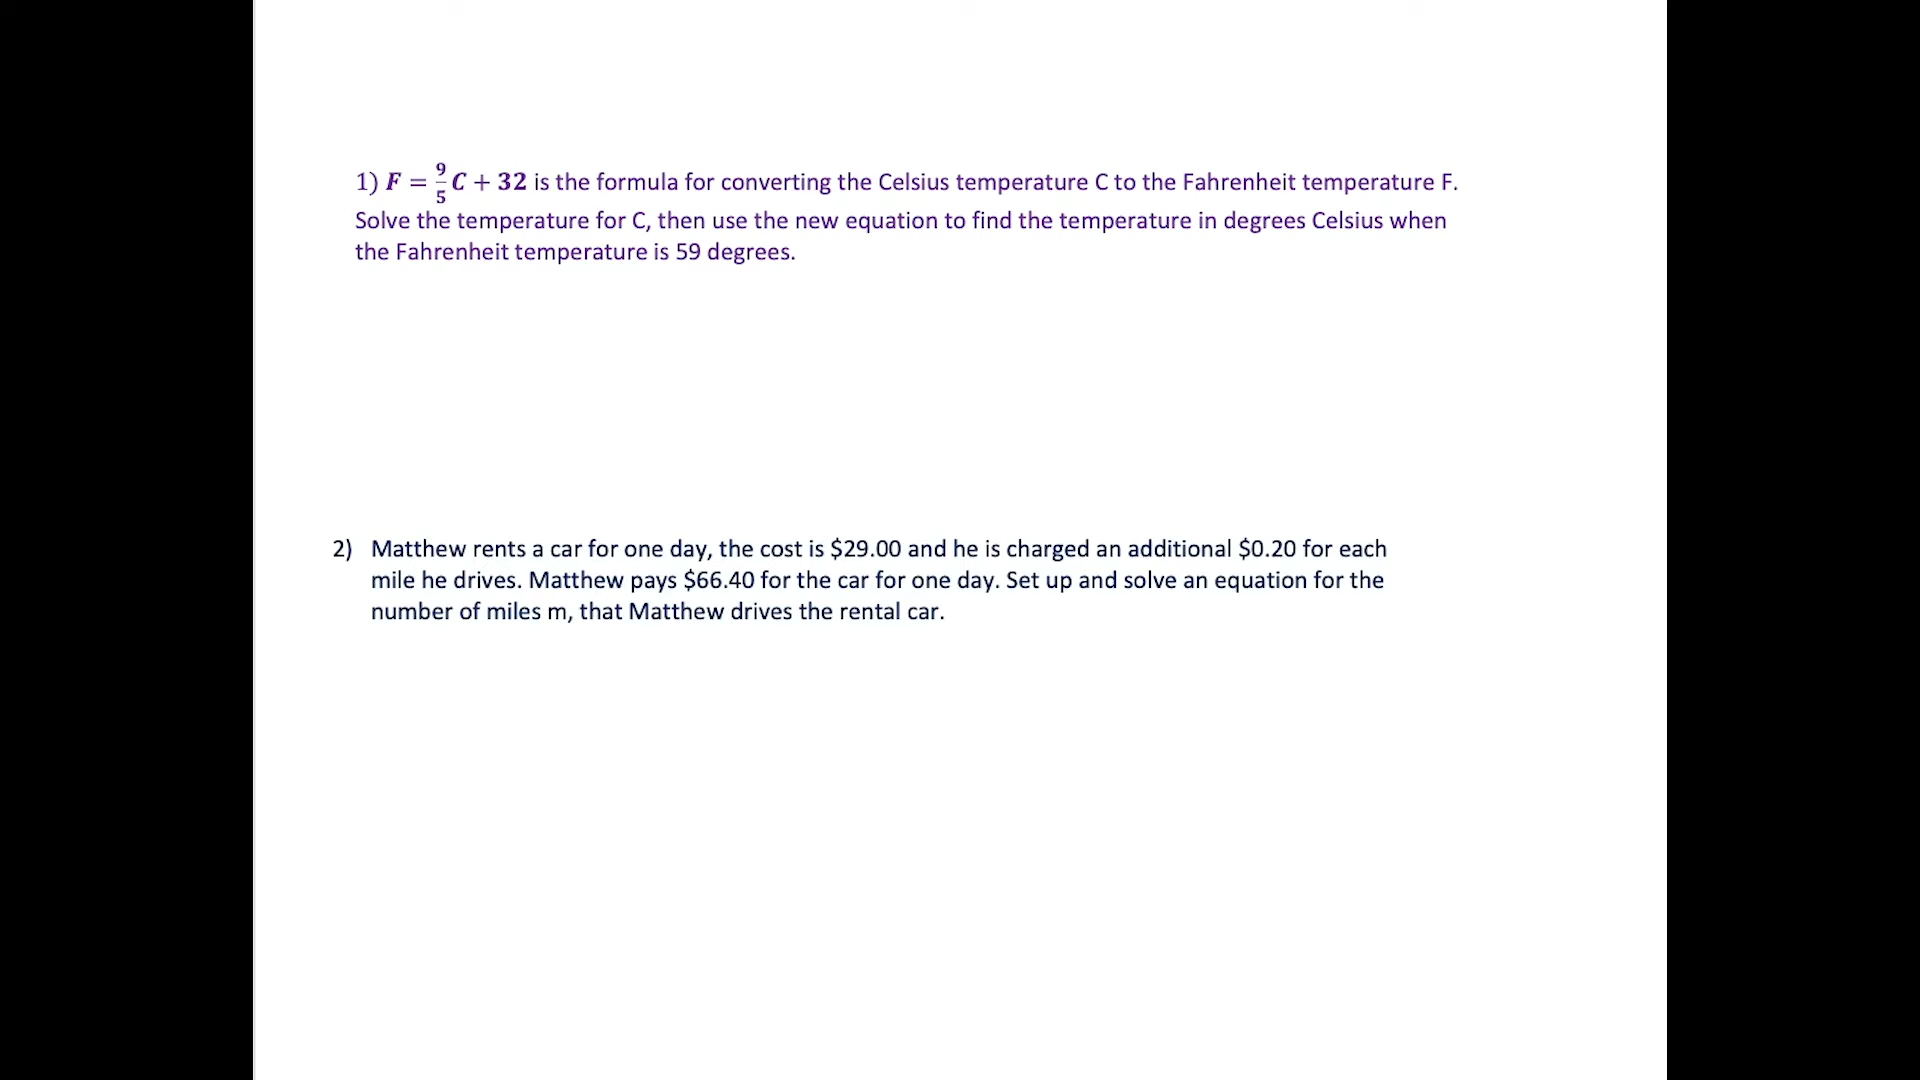 1) F = 9/5 C + 32 is the formula for converting the Celsius temperature C to the Fahrenheit temperature F.
Solve the temperature for C, then use the new equation to find the temperature in degrees Celsius when
the Fahrenheit temperature is 59 degrees.
2) Matthew rents a car for one day, the cost is $29.00 and he is charged an additional $0.20 for each
mile he drives. Matthew pays $66.40 for the car for one day. Set up and solve an equation for the
number of miles m, that Matthew drives the rental car.